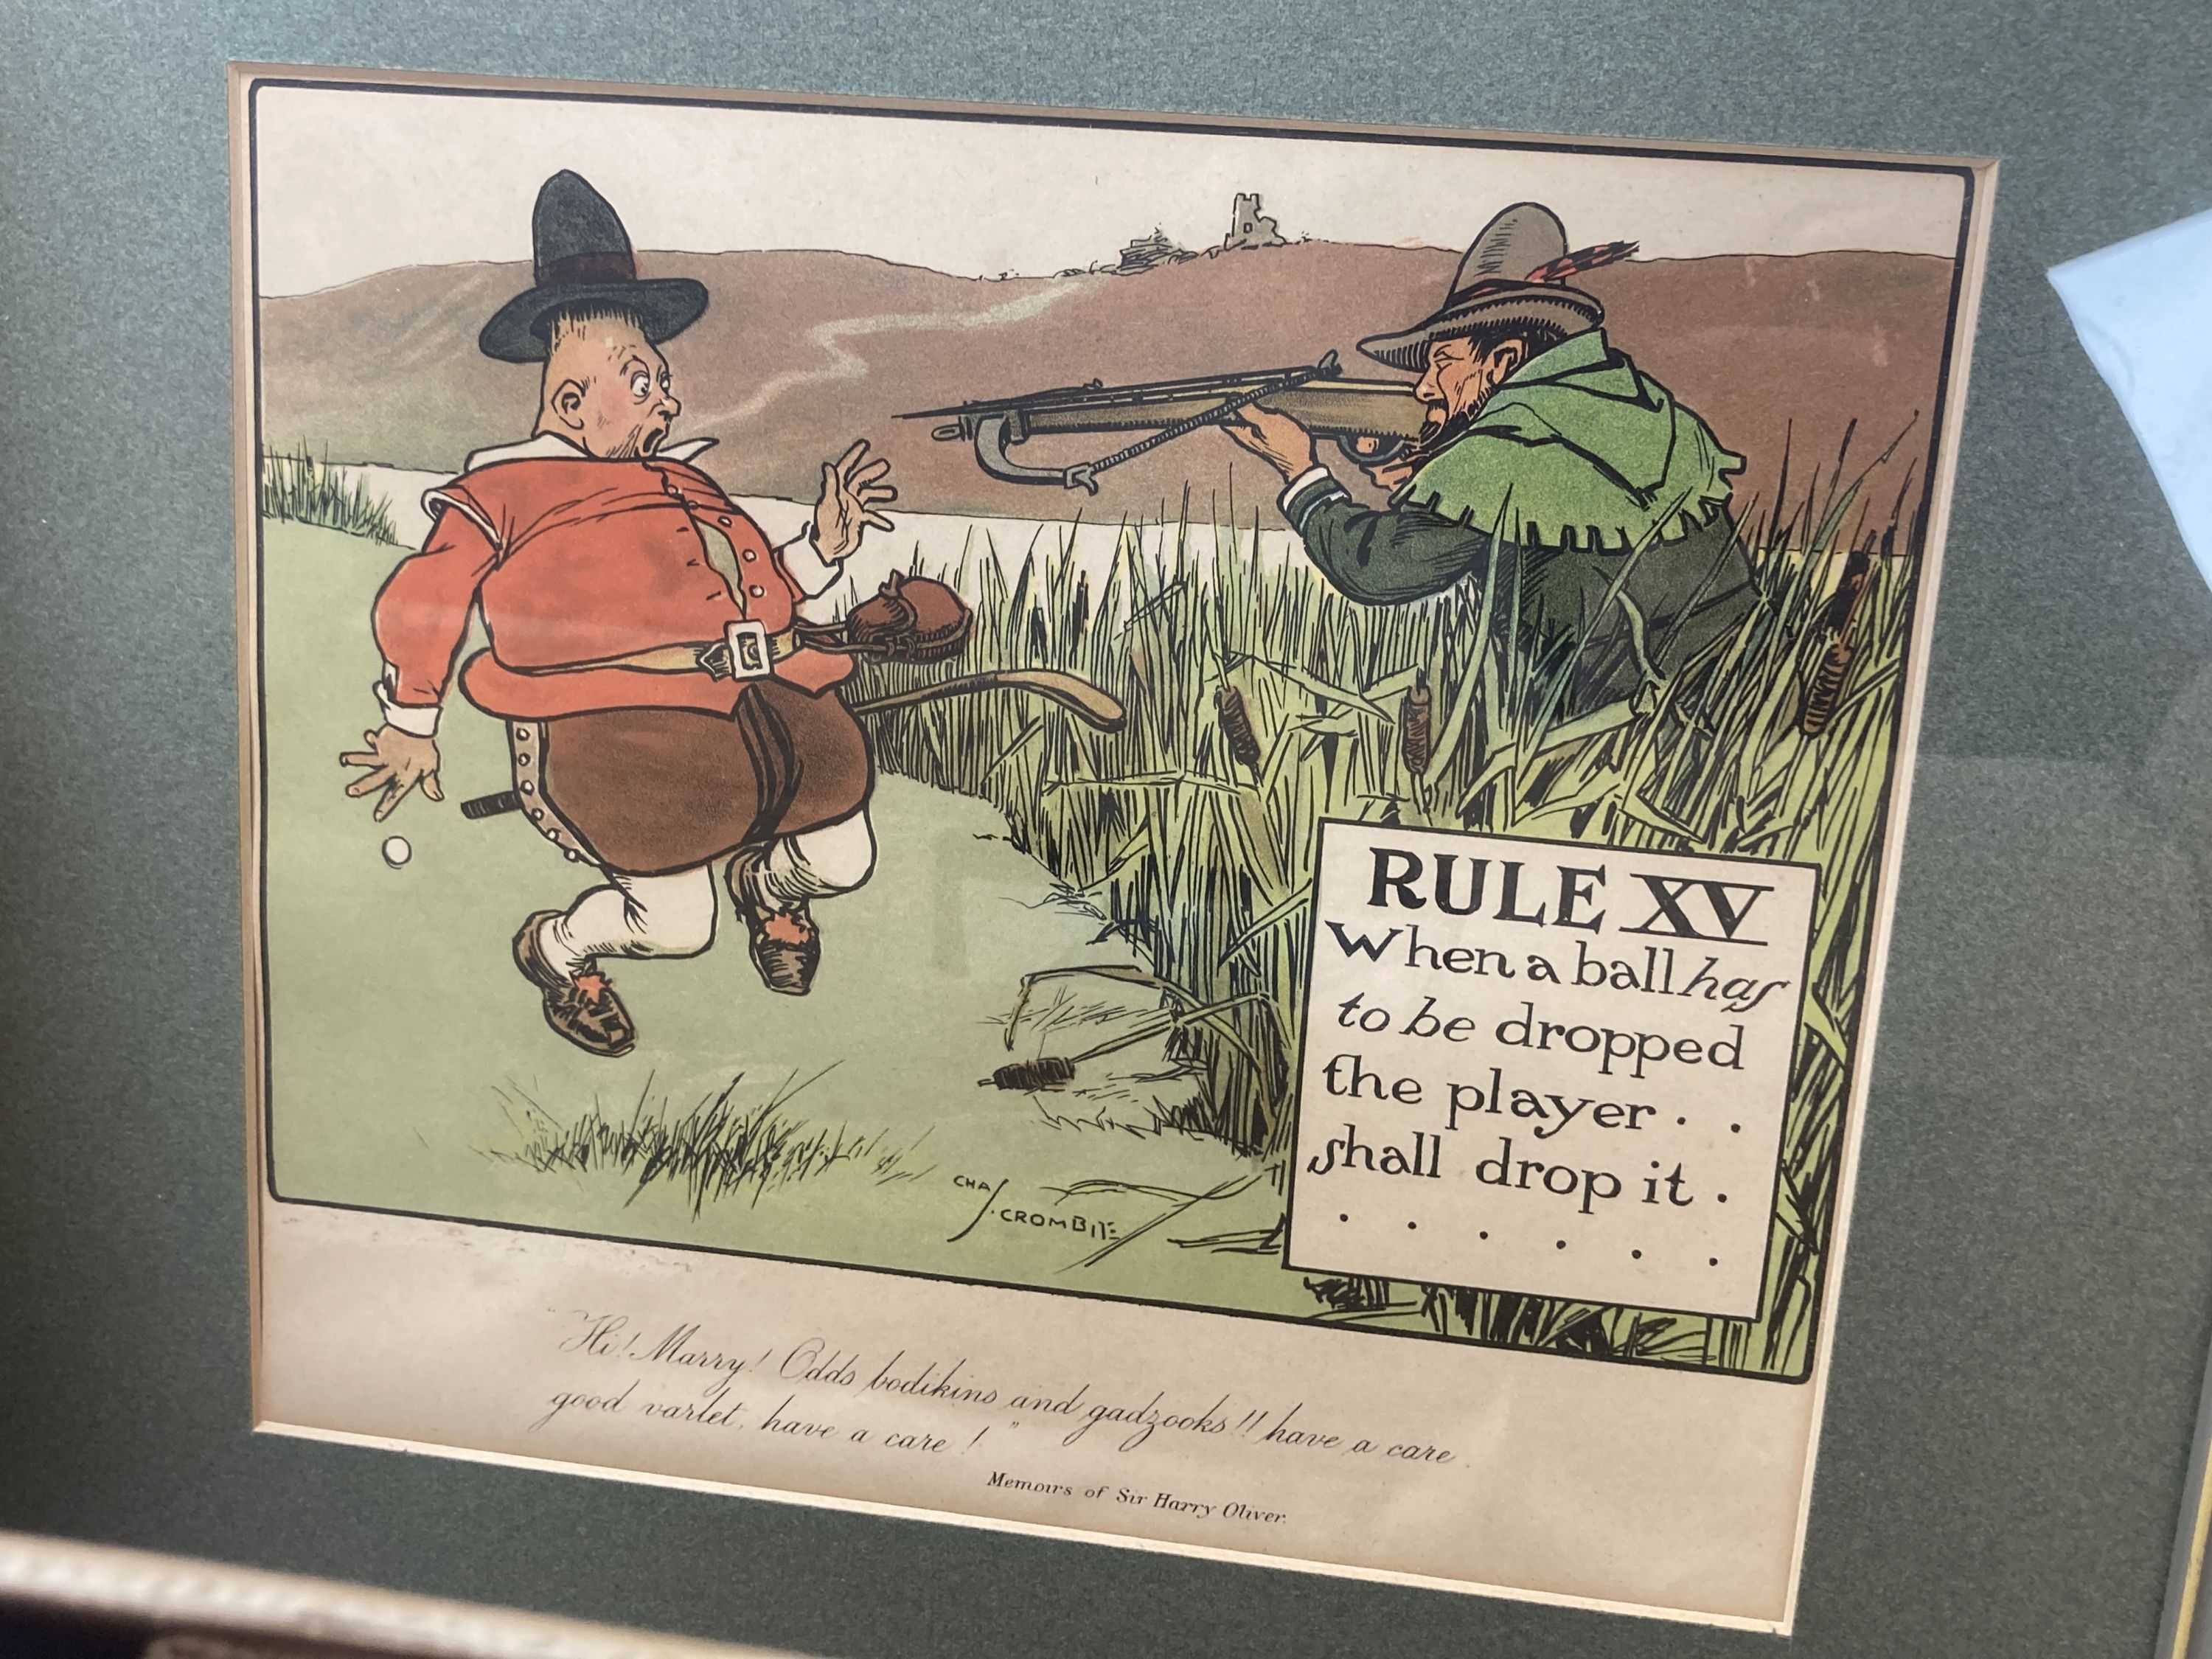 RULE XV
When a ball has
to be dropped
the player . .
shall drop it .
. . . . . .
CHAS.
CROMBIE
"Hi! Marry! Odds bodikins and gadzooks!! have a care.
good varlet, have a care!"
Memoirs of Sir Harry Oliver.